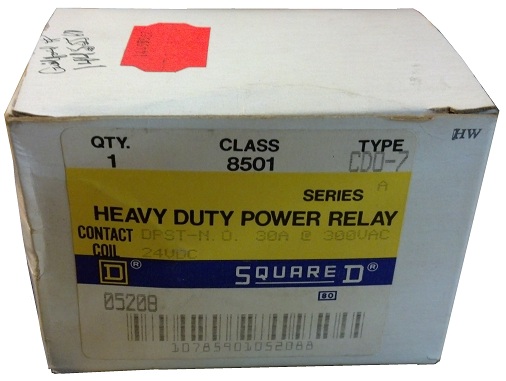 QTY. CLASS TYPE
1 8501 CDO-7
SERIES A
HEAVY DUTY POWER RELAY
CONTACT DPST-N.O. 30A @ 300VAC
COIL 24VDC
D® SQUARE D®
80
05208
10785901052088
HW